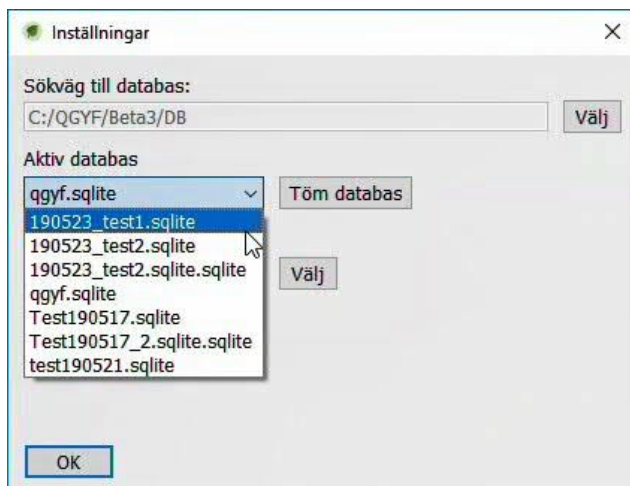 Inställningar
Sökväg till databas:
C:/QGYF/Beta3/DB
Välj
Aktiv databas
qgyf.sqlite
Töm databas
190523_test1.sqlite
190523_test2.sqlite
190523_test2.sqlite.sqlite
Välj
qgyf.sqlite
Test190517.sqlite
Test190517_2.sqlite.sqlite
test190521.sqlite
OK